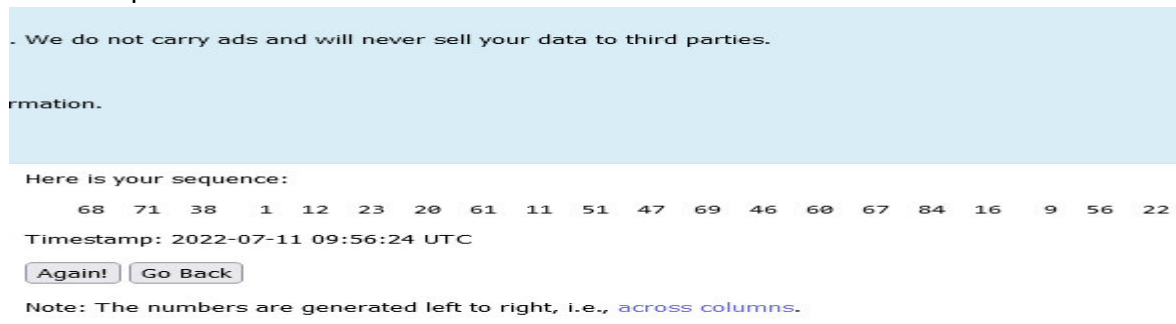 . We do not carry ads and will never sell your data to third parties.
rmation.
Here is your sequence:
68 71 38 1 12 23 20 61 11 51 47 69 46 60 67 84 16 9 56 22
Timestamp: 2022-07-11 09:56:24 UTC
Again! Go Back
Note: The numbers are generated left to right, i.e., across columns.